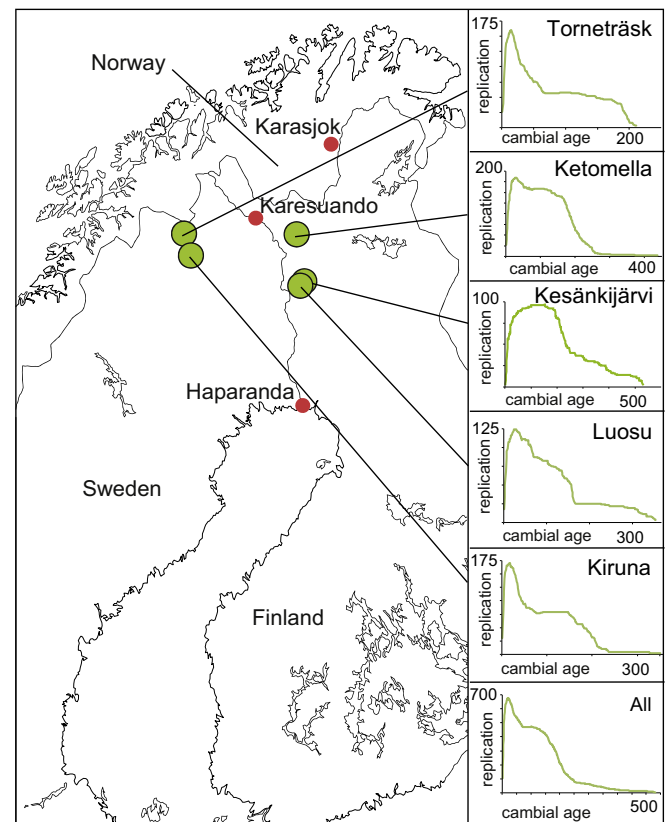 Norway
Karasjok
Karesuando
Haparanda
Sweden
Finland
175
Torneträsk
replication
cambial age
200
200
Ketomella
replication
cambial age
400
100
Kesänkijärvi
replication
cambial age
500
125
Luosu
replication
cambial age
300
175
Kiruna
replication
cambial age
300
700
All
replication
cambial age
500